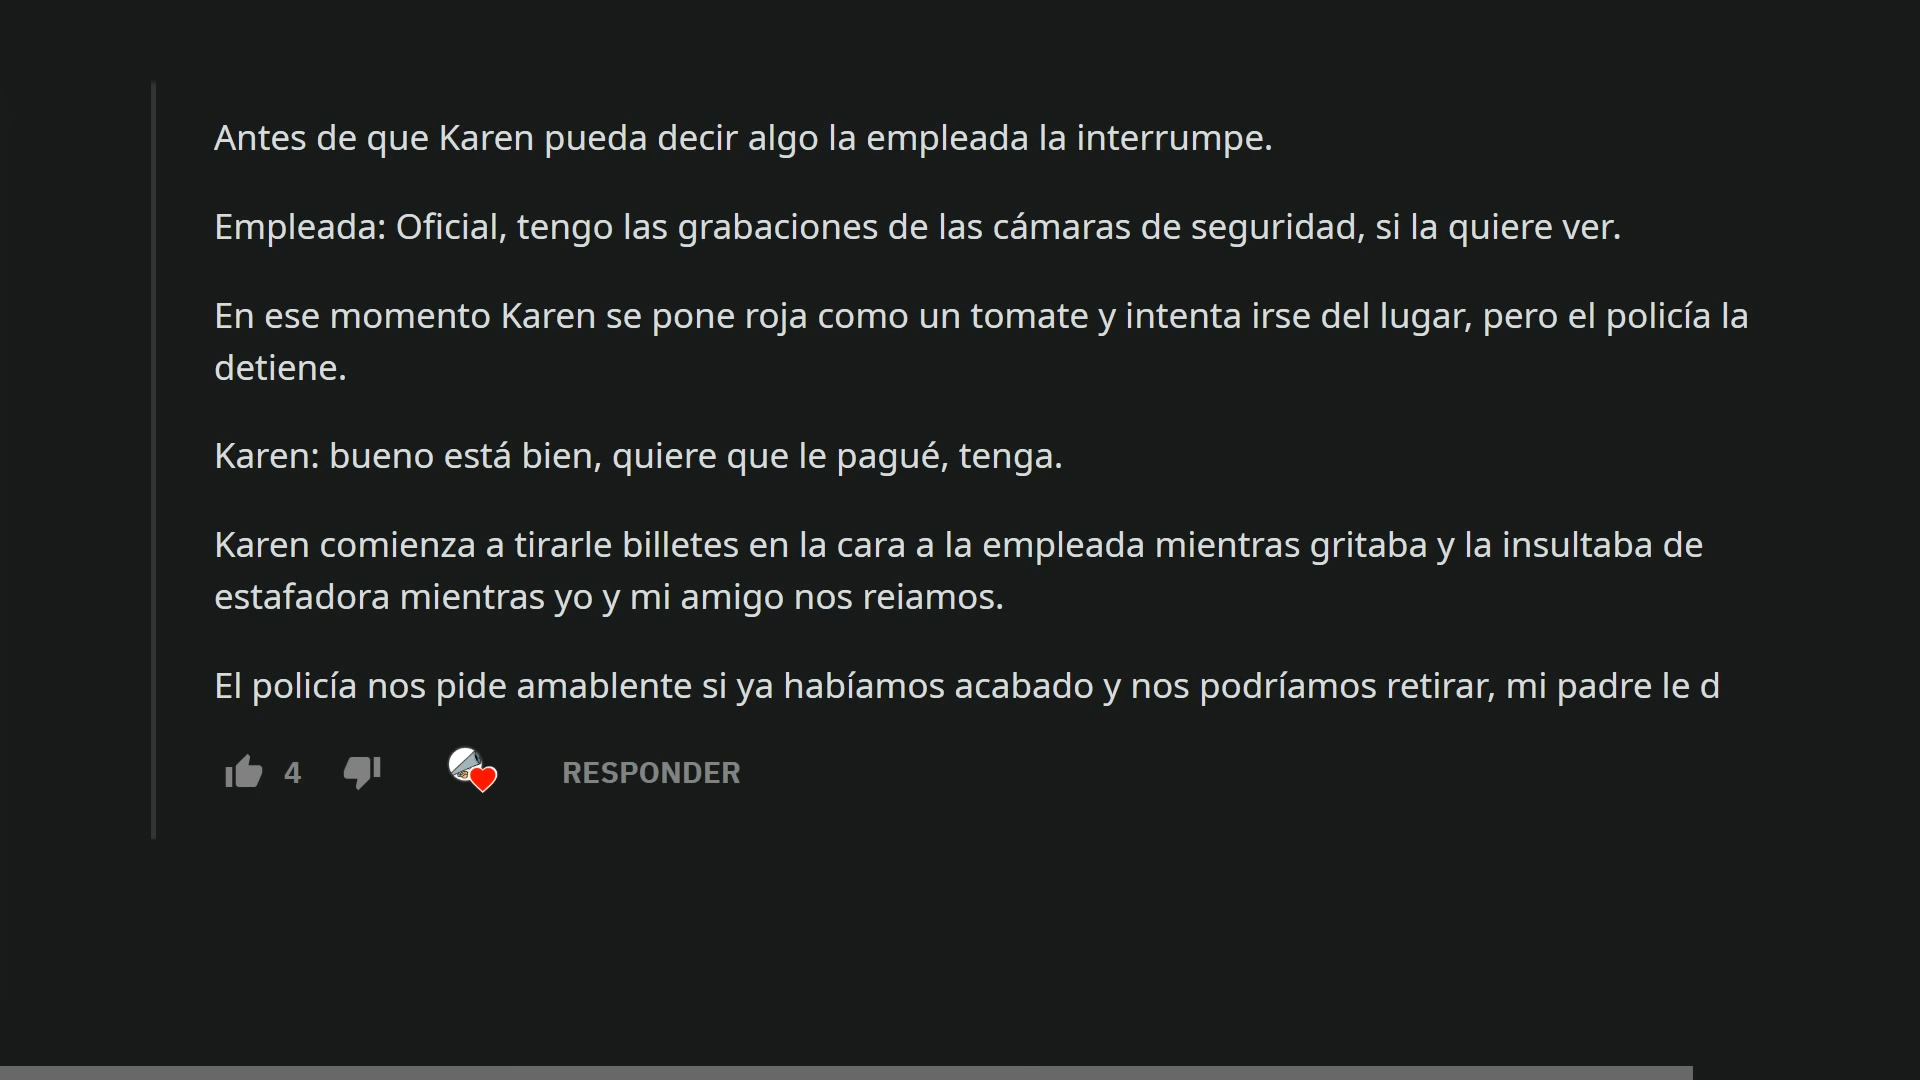 Antes de que Karen pueda decir algo la empleada la interrumpe.
Empleada: Oficial, tengo las grabaciones de las cámaras de seguridad, si la quiere ver.
En ese momento Karen se pone roja como un tomate y intenta irse del lugar, pero el policía la
detiene.
Karen: bueno está bien, quiere que le pagué, tenga.
Karen comienza a tirarle billetes en la cara a la empleada mientras gritaba y la insultaba de
estafadora mientras yo y mi amigo nos reiamos.
El policía nos pide amablente si ya habíamos acabado y nos podríamos retirar, mi padre le d
4 RESPONDER